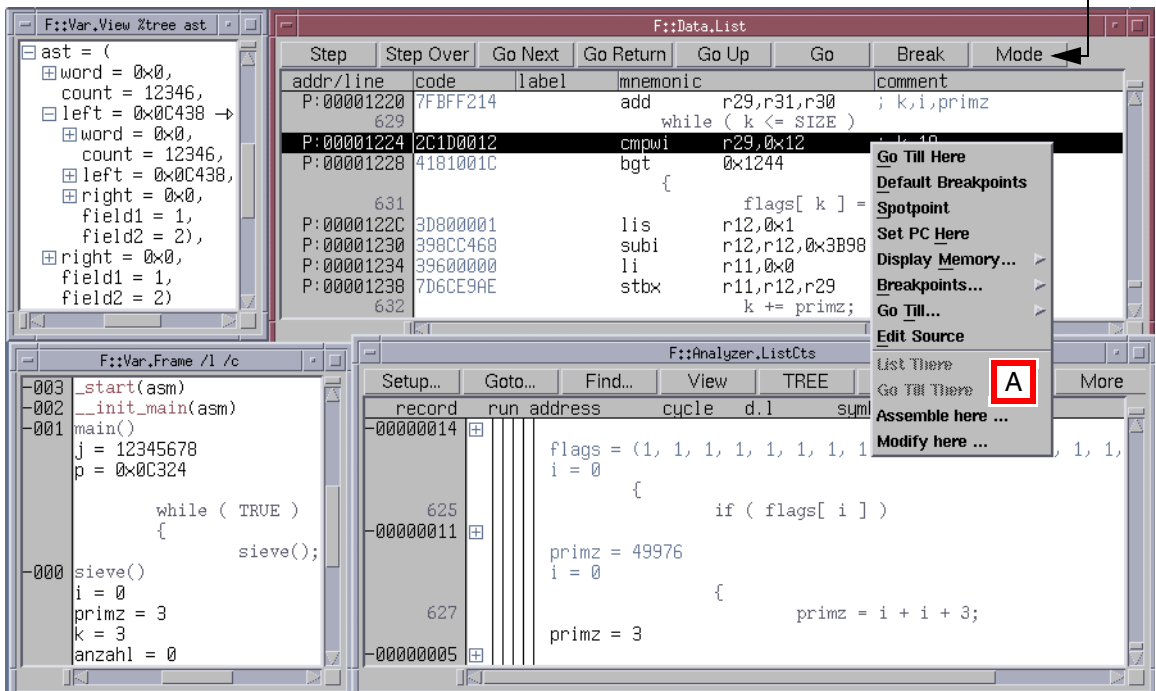 F::Var.View %tree ast
ast = (
word = 0x0,
count = 12346,
left = 0x0C438
word = 0x0,
count = 12346,
left = 0x0C438,
right = 0x0,
field1 = 1,
field2 = 2),
right = 0x0,
field1 = 1,
field2 = 2)
F::Data.List
Step Step Over Go Next Go Return Go Up Go Break Mode
addr/line code label mnemonic comment
P:00001220 7FBFF214 add r29,r31,r30 ; k,i,primz
629 while ( k <= SIZE )
P:00001224 2C1D0012 cmpwi r29,0x12 ; k,18
P:00001228 4181001C bgt 0x1244
{
631 flags[ k ] =
P:0000122C 3D800001 lis r12,0x1
P:00001230 398CC468 subi r12,r12,0x3B98
P:00001234 39600000 li r11,0x0
P:00001238 7D6CE9AE stbx r11,r12,r29
632 k += primz;
Go Till Here
Default Breakpoints
Spotpoint
Set PC Here
Display Memory...
Breakpoints...
Go Till...
Edit Source
List There
Go Till There
Assemble here ...
Modify here ...
A
F::Var.Frame /l /c
-003 _start(asm)
-002 __init_main(asm)
-001 main()
j = 12345678
p = 0x0C324
while ( TRUE )
{
sieve();
-000 sieve()
i = 0
primz = 3
k = 3
anzahl = 0
F::Analyzer.ListCts
Setup... Goto... Find... View TREE More
record run address cycle d.l symb
-00000014
flags = (1, 1, 1, 1, 1, 1, 1, 1 , 1, 1,
i = 0
{
625 if ( flags[ i ] )
-00000011
primz = 49976
i = 0
{
627 primz = i + i + 3;
primz = 3
-00000005